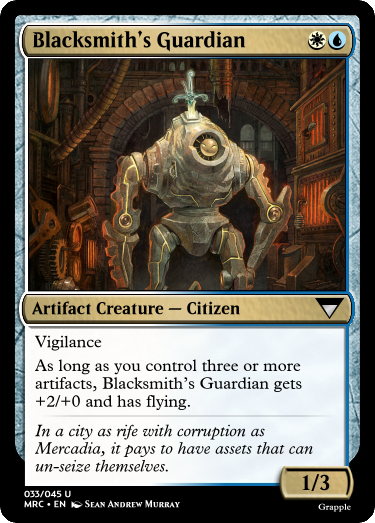 Blacksmith's Guardian
Artifact Creature — Citizen
Vigilance
As long as you control three or more
artifacts, Blacksmith's Guardian gets
+2/+0 and has flying.
In a city as rife with corruption as
Mercadia, it pays to have assets that can
un-seize themselves.
1/3
033/045 U
MRC • EN Sean Andrew Murray
Grapple